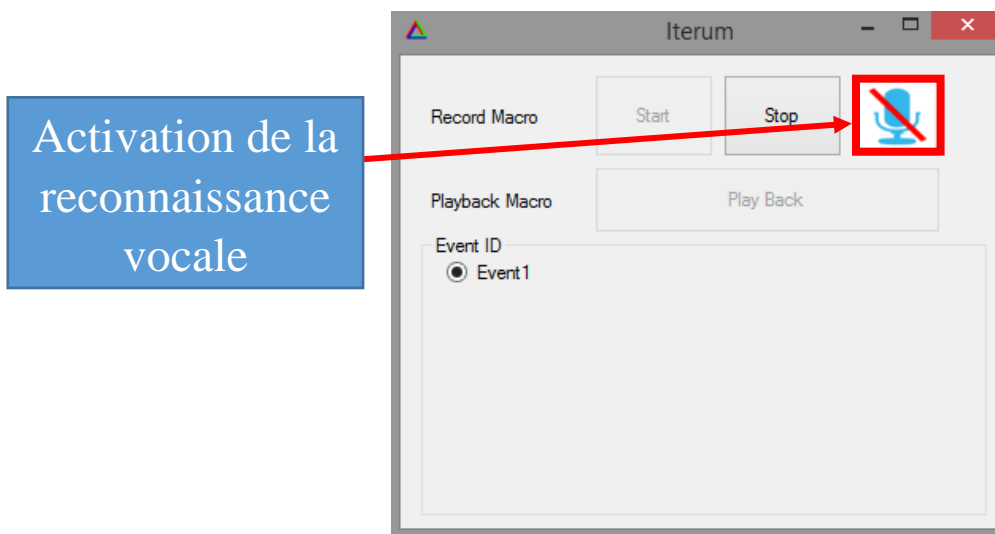 Iterum
Activation de la
reconnaissance
vocale
Record Macro Start Stop
Playback Macro Play Back
Event ID
Event1